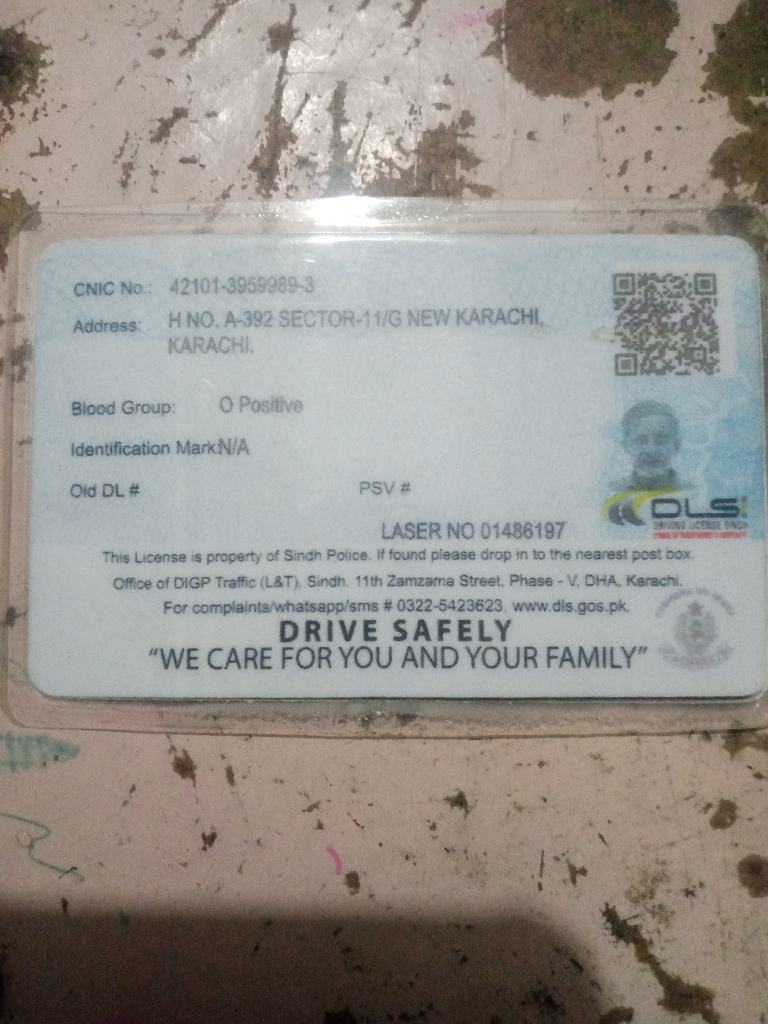 CNIC No.: 42101-3959989-3
Address: H NO. A-392 SECTOR-11/G NEW KARACHI,
KARACHI.
Blood Group: O Positive
Identification Mark:N/A
Old DL # PSV #
DLS
DRIVING LICENSE SINDH
LASER NO 01486197
This License is property of Sindh Police. If found please drop in to the nearest post box.
Office of DIGP Traffic (L&T), Sindh. 11th Zamzama Street, Phase - V, DHA, Karachi.
For complaints/whatsapp/sms # 0322-5423623, www.dls.gos.pk.
DRIVE SAFELY
“WE CARE FOR YOU AND YOUR FAMILY”